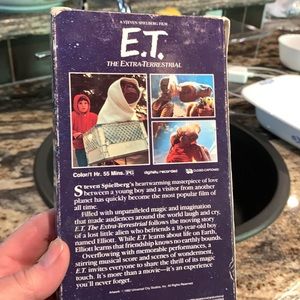 A STEVEN SPIELBERG FILM
E.T.
THE EXTRA-TERRESTRIAL
Color/1 Hr. 55 Mins. PG digitally recorded CLOSED CAPTIONED
Steven Spielberg's heartwarming masterpiece of love
between a young boy and a visitor from another
planet has quickly become the most popular film of
all time.
Filled with unparalleled magic and imagination
that made audiences around the world laugh and cry,
E.T. The Extra-Terrestrial follows the moving story
of a lost little alien who befriends a 10-year-old boy
named Elliott. While E.T. learns about life on Earth,
Elliott learns that friendship knows no earthly bounds.
Overflowing with memorable performances, a
stirring musical score and scenes of wonderment,
E.T. invites everyone to share the thrill of its magic
touch. It's more than a movie—it's an experience
you'll never forget.